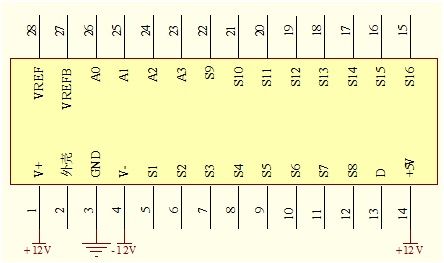 28 27 26 25 24 23 22 21 20 19 18 17 16 15
VREF VREFB A0 A1 A2 A3 S9 S10 S11 S12 S13 S14 S15 S16
V+ 外壳 GND V- S1 S2 S3 S4 S5 S6 S7 S8 D +5V
1 2 3 4 5 6 7 8 9 10 11 12 13 14
+12V -12V +12V